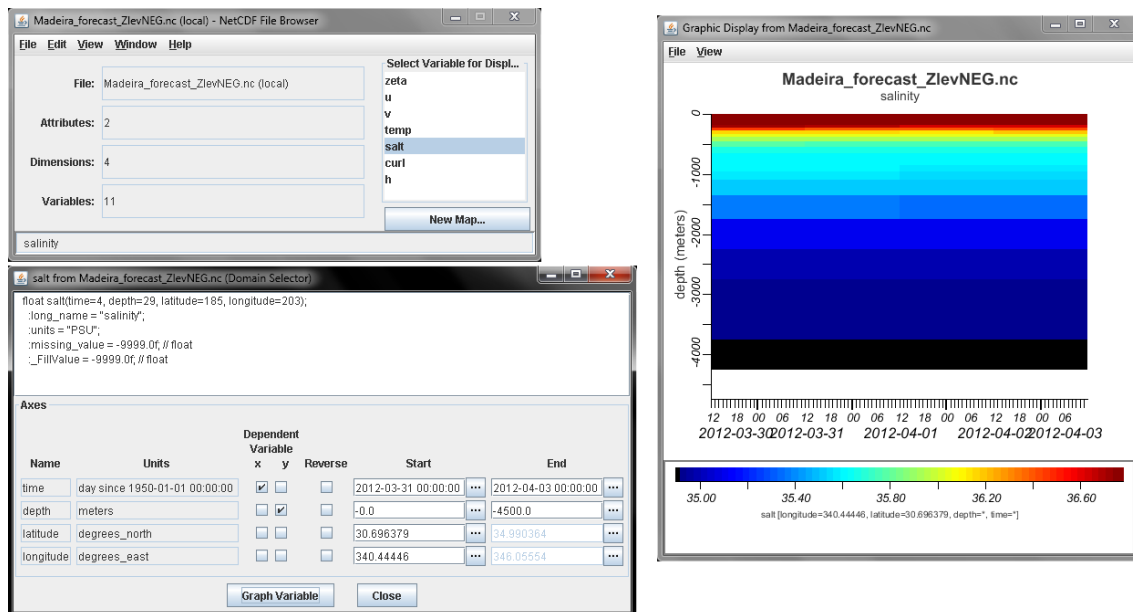 Madeira_forecast_ZlevNEG.nc (local) - NetCDF File Browser
File Edit View Window Help
File: Madeira_forecast_ZlevNEG.nc (local)
Attributes: 2
Dimensions: 4
Variables: 11
Select Variable for Displ...
zeta
u
v
temp
salt
curl
h
New Map...
salinity
salt from Madeira_forecast_ZlevNEG.nc (Domain Selector)
float salt(time=4, depth=29, latitude=185, longitude=203);
:long_name = "salinity";
:units = "PSU";
:missing_value = -9999.0f; // float
:_FillValue = -9999.0f; // float
Axes
Dependent
Variable
Name Units x y Reverse Start End
time day since 1950-01-01 00:00:00 2012-03-31 00:00:00 ... 2012-04-03 00:00:00 ...
depth meters -0.0 ... -4500.0 ...
latitude degrees_north 30.696379 ... 34.990364 ...
longitude degrees_east 340.44446 ... 346.05554 ...
Graph Variable Close
Graphic Display from Madeira_forecast_ZlevNEG.nc
File View
Madeira_forecast_ZlevNEG.nc
salinity
0
-1000
-2000
-3000
-4000
depth (meters)
12 18 00 06 12 18 00 06 12 18 00 06 12 18 00 06
2012-03-30 2012-03-31 2012-04-01 2012-04-02 2012-04-03
35.00 35.40 35.80 36.20 36.60
salt [longitude=340.44446, latitude=30.696379, depth=*, time=*]